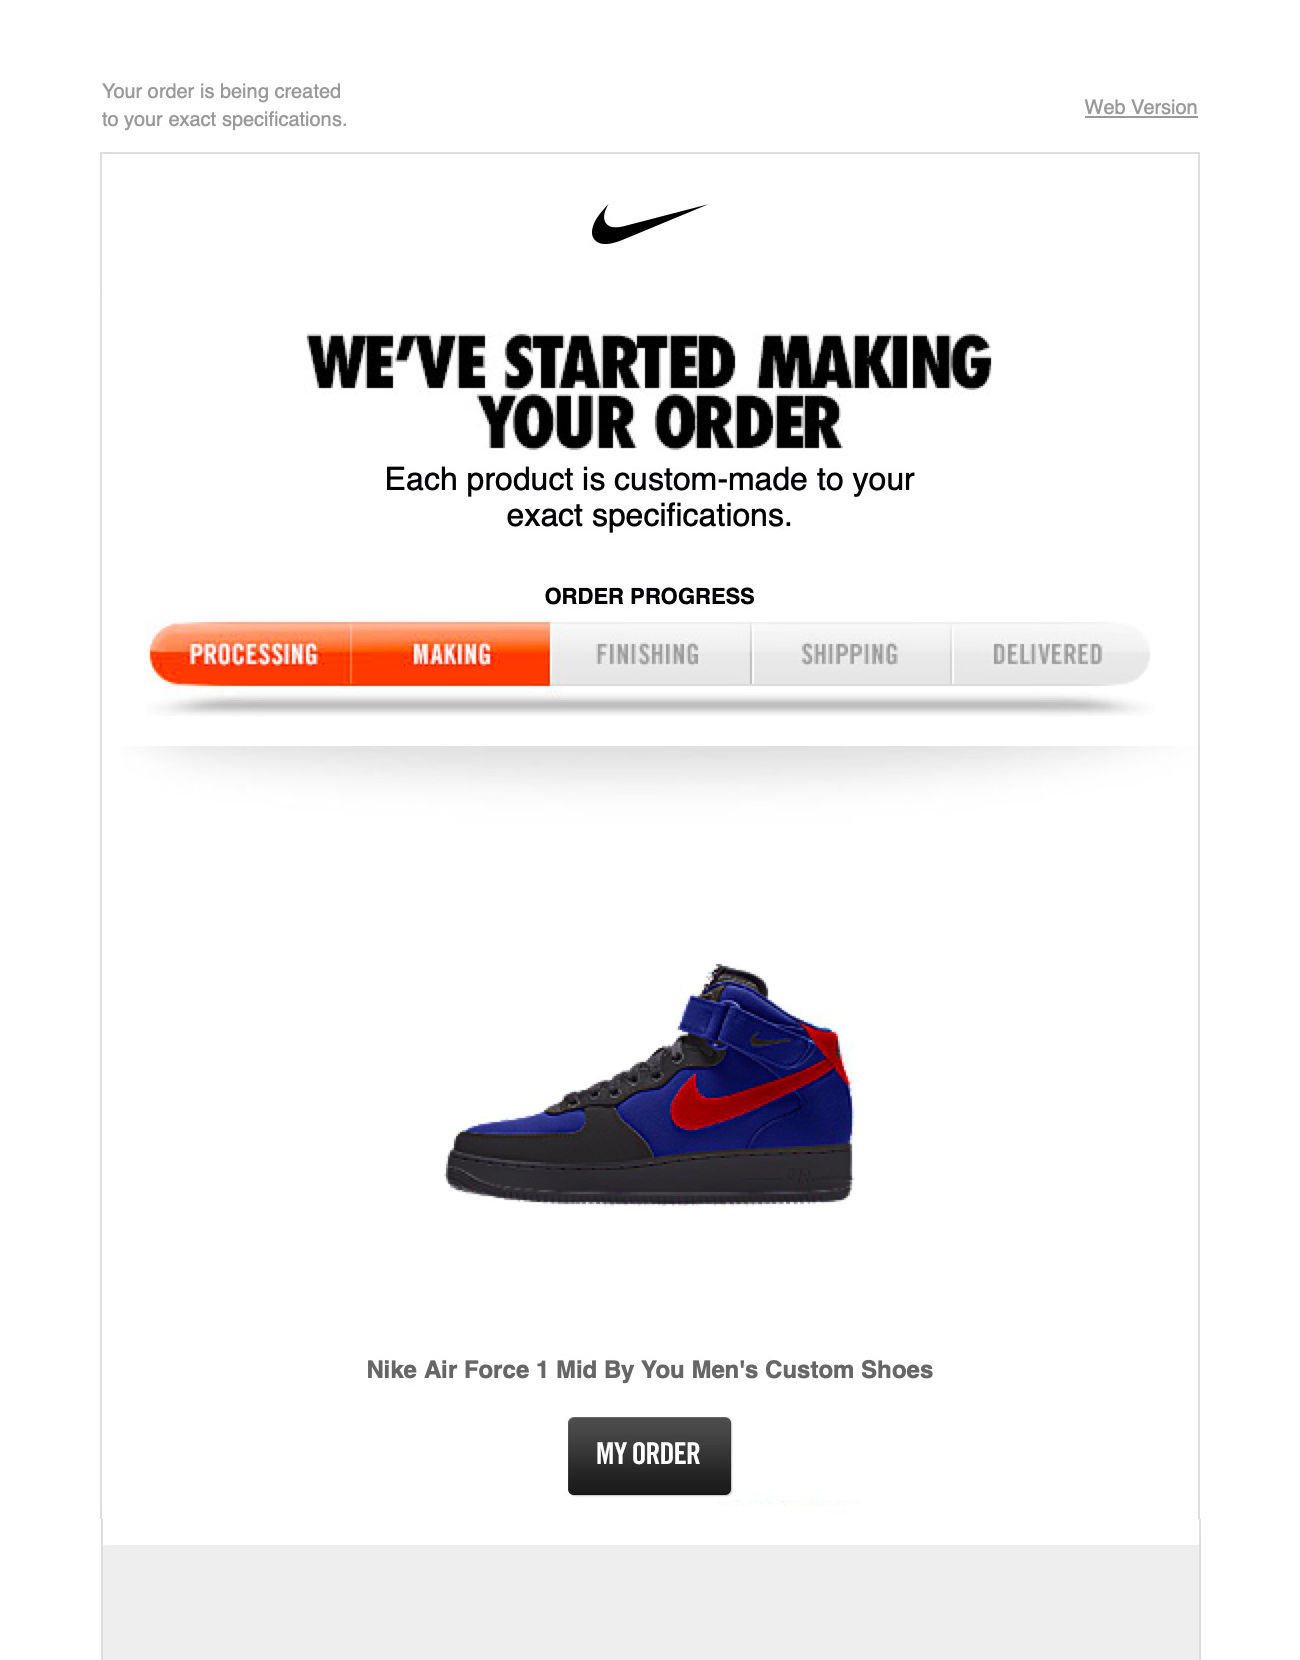 Your order is being created
to your exact specifications.
Web Version
WE'VE STARTED MAKING
YOUR ORDER
Each product is custom-made to your
exact specifications.
ORDER PROGRESS
PROCESSING MAKING FINISHING SHIPPING DELIVERED
Nike Air Force 1 Mid By You Men's Custom Shoes
MY ORDER